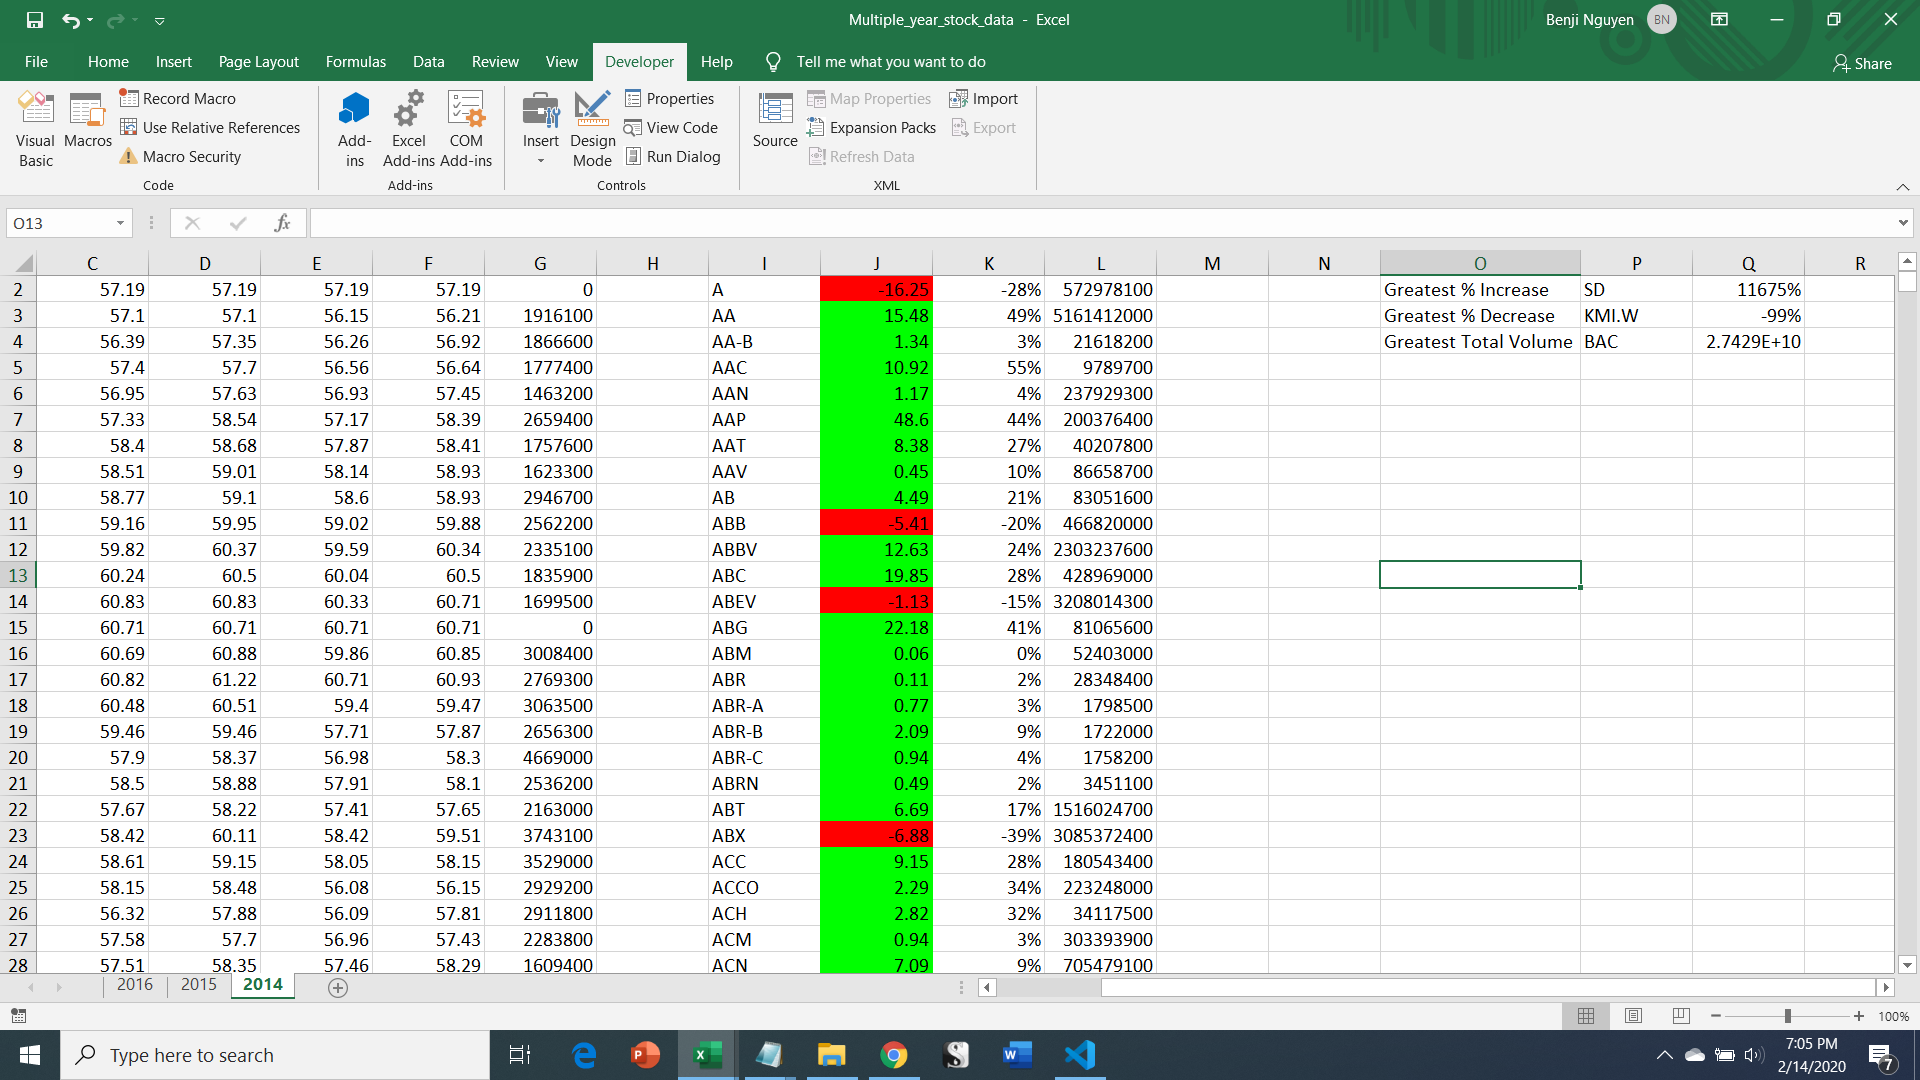 Multiple_year_stock_data - Excel
Benji Nguyen BN
File Home Insert Page Layout Formulas Data Review View Developer Help Tell me what you want to do Share
Visual Basic
Macros
Record Macro
Use Relative References
Macro Security
Code
Add-ins
Excel Add-ins
COM Add-ins
Add-ins
Insert
Design Mode
Properties
View Code
Run Dialog
Controls
Source
Map Properties
Expansion Packs
Refresh Data
Import
Export
XML
O13 fx
C D E F G H I J K L M N O P Q R
2 57.19 57.19 57.19 57.19 0 A -16.25 -28% 572978100 Greatest % Increase SD 11675%
3 57.1 57.1 56.15 56.21 1916100 AA 15.48 49% 5161412000 Greatest % Decrease KMI.W -99%
4 56.39 57.35 56.26 56.92 1866600 AA-B 1.34 3% 21618200 Greatest Total Volume BAC 2.7429E+10
5 57.4 57.7 56.56 56.64 1777400 AAC 10.92 55% 9789700
6 56.95 57.63 56.93 57.45 1463200 AAN 1.17 4% 237929300
7 57.33 58.54 57.17 58.39 2659400 AAP 48.6 44% 200376400
8 58.4 58.68 57.87 58.41 1757600 AAT 8.38 27% 40207800
9 58.51 59.01 58.14 58.93 1623300 AAV 0.45 10% 86658700
10 58.77 59.1 58.6 58.93 2946700 AB 4.49 21% 83051600
11 59.16 59.95 59.02 59.88 2562200 ABB -5.41 -20% 466820000
12 59.82 60.37 59.59 60.34 2335100 ABBV 12.63 24% 2303237600
13 60.24 60.5 60.04 60.5 1835900 ABC 19.85 28% 428969000
14 60.83 60.83 60.33 60.71 1699500 ABEV -1.13 -15% 3208014300
15 60.71 60.71 60.71 60.71 0 ABG 22.18 41% 81065600
16 60.69 60.88 59.86 60.85 3008400 ABM 0.06 0% 52403000
17 60.82 61.22 60.71 60.93 2769300 ABR 0.11 2% 28348400
18 60.48 60.51 59.4 59.47 3063500 ABR-A 0.77 3% 1798500
19 59.46 59.46 57.71 57.87 2656300 ABR-B 2.09 9% 1722000
20 57.9 58.37 56.98 58.3 4669000 ABR-C 0.94 4% 1758200
21 58.5 58.88 57.91 58.1 2536200 ABRN 0.49 2% 3451100
22 57.67 58.22 57.41 57.65 2163000 ABT 6.69 17% 1516024700
23 58.42 60.11 58.42 59.51 3743100 ABX -6.88 -39% 3085372400
24 58.61 59.15 58.05 58.15 3529000 ACC 9.15 28% 180543400
25 58.15 58.48 56.08 56.15 2929200 ACCO 2.29 34% 223248000
26 56.32 57.88 56.09 57.81 2911800 ACH 2.82 32% 34117500
27 57.58 57.7 56.96 57.43 2283800 ACM 0.94 3% 303393900
28 57.51 58.35 57.46 58.29 1609400 ACN 7.09 9% 705479100
2016 2015 2014
100%
Type here to search
7:05 PM
2/14/2020
7